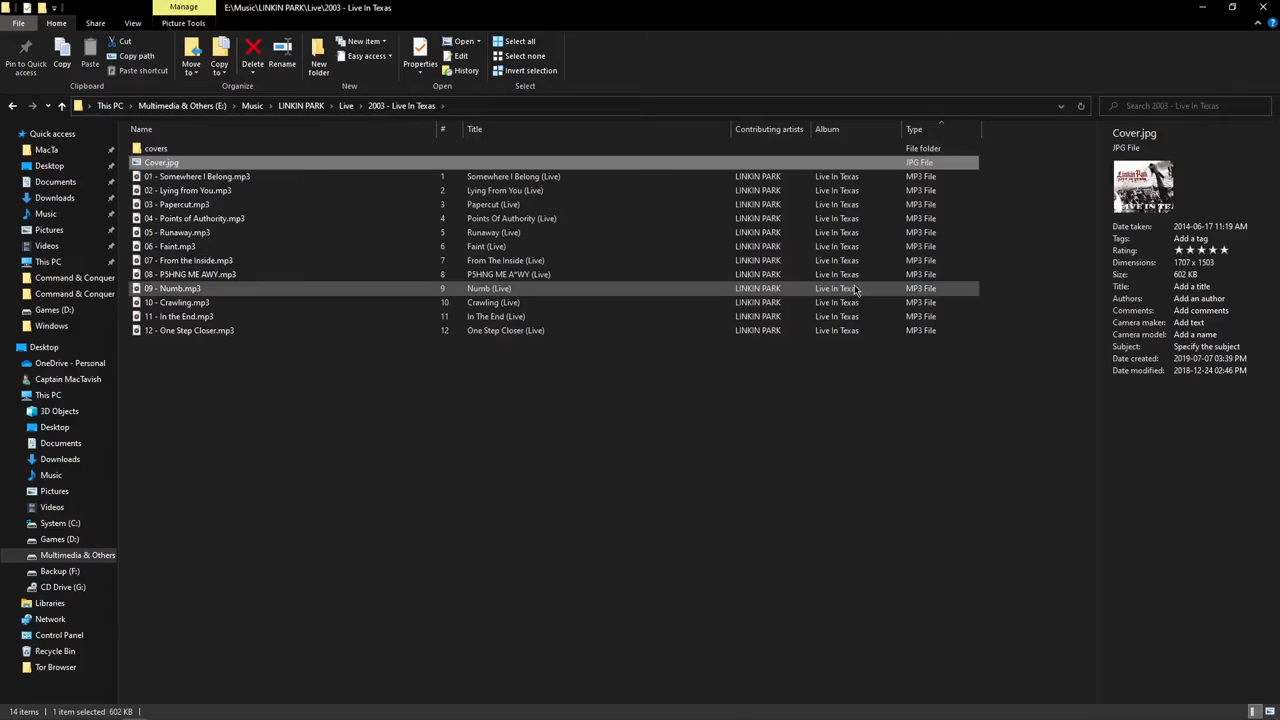 Manage
E:\Music\LINKIN PARK\Live\2003 - Live In Texas
File Home Share View Picture Tools
Pin to Quick access
Copy
Paste
Cut
Copy path
Paste shortcut
Clipboard
Move to
Copy to
Delete
Rename
Organize
New folder
New item
Easy access
New
Properties
Open
Edit
History
Open
Select all
Select none
Invert selection
Select
This PC Multimedia & Others (E:) Music LINKIN PARK Live 2003 - Live In Texas
Search 2003 - Live In Texas
Quick access
MacTa
Desktop
Documents
Downloads
Music
Pictures
Videos
This PC
Command & Conquer
Command & Conquer
Games (D:)
Windows
Desktop
OneDrive - Personal
Captain MacTavish
This PC
3D Objects
Desktop
Documents
Downloads
Music
Pictures
Videos
System (C:)
Games (D:)
Multimedia & Others
Backup (F:)
CD Drive (G:)
Libraries
Network
Control Panel
Recycle Bin
Tor Browser
Name # Title Contributing artists Album Type
covers File folder
Cover.jpg JPG File
01 - Somewhere I Belong.mp3 1 Somewhere I Belong (Live) LINKIN PARK Live In Texas MP3 File
02 - Lying from You.mp3 2 Lying From You (Live) LINKIN PARK Live In Texas MP3 File
03 - Papercut.mp3 3 Papercut (Live) LINKIN PARK Live In Texas MP3 File
04 - Points of Authority.mp3 4 Points Of Authority (Live) LINKIN PARK Live In Texas MP3 File
05 - Runaway.mp3 5 Runaway (Live) LINKIN PARK Live In Texas MP3 File
06 - Faint.mp3 6 Faint (Live) LINKIN PARK Live In Texas MP3 File
07 - From the Inside.mp3 7 From The Inside (Live) LINKIN PARK Live In Texas MP3 File
08 - P5HNG ME AWY.mp3 8 P5HNG ME A*WY (Live) LINKIN PARK Live In Texas MP3 File
09 - Numb.mp3 9 Numb (Live) LINKIN PARK Live In Texas MP3 File
10 - Crawling.mp3 10 Crawling (Live) LINKIN PARK Live In Texas MP3 File
11 - In the End.mp3 11 In The End (Live) LINKIN PARK Live In Texas MP3 File
12 - One Step Closer.mp3 12 One Step Closer (Live) LINKIN PARK Live In Texas MP3 File
Cover.jpg
JPG File
Linkin Park
Date taken: 2014-06-17 11:19 AM
Tags: Add a tag
Rating:
Dimensions: 1707 x 1503
Size: 602 KB
Title: Add a title
Authors: Add an author
Comments: Add comments
Camera maker: Add text
Camera model: Add a name
Subject: Specify the subject
Date created: 2019-07-07 03:39 PM
Date modified: 2018-12-24 02:46 PM
14 items 1 item selected 602 KB